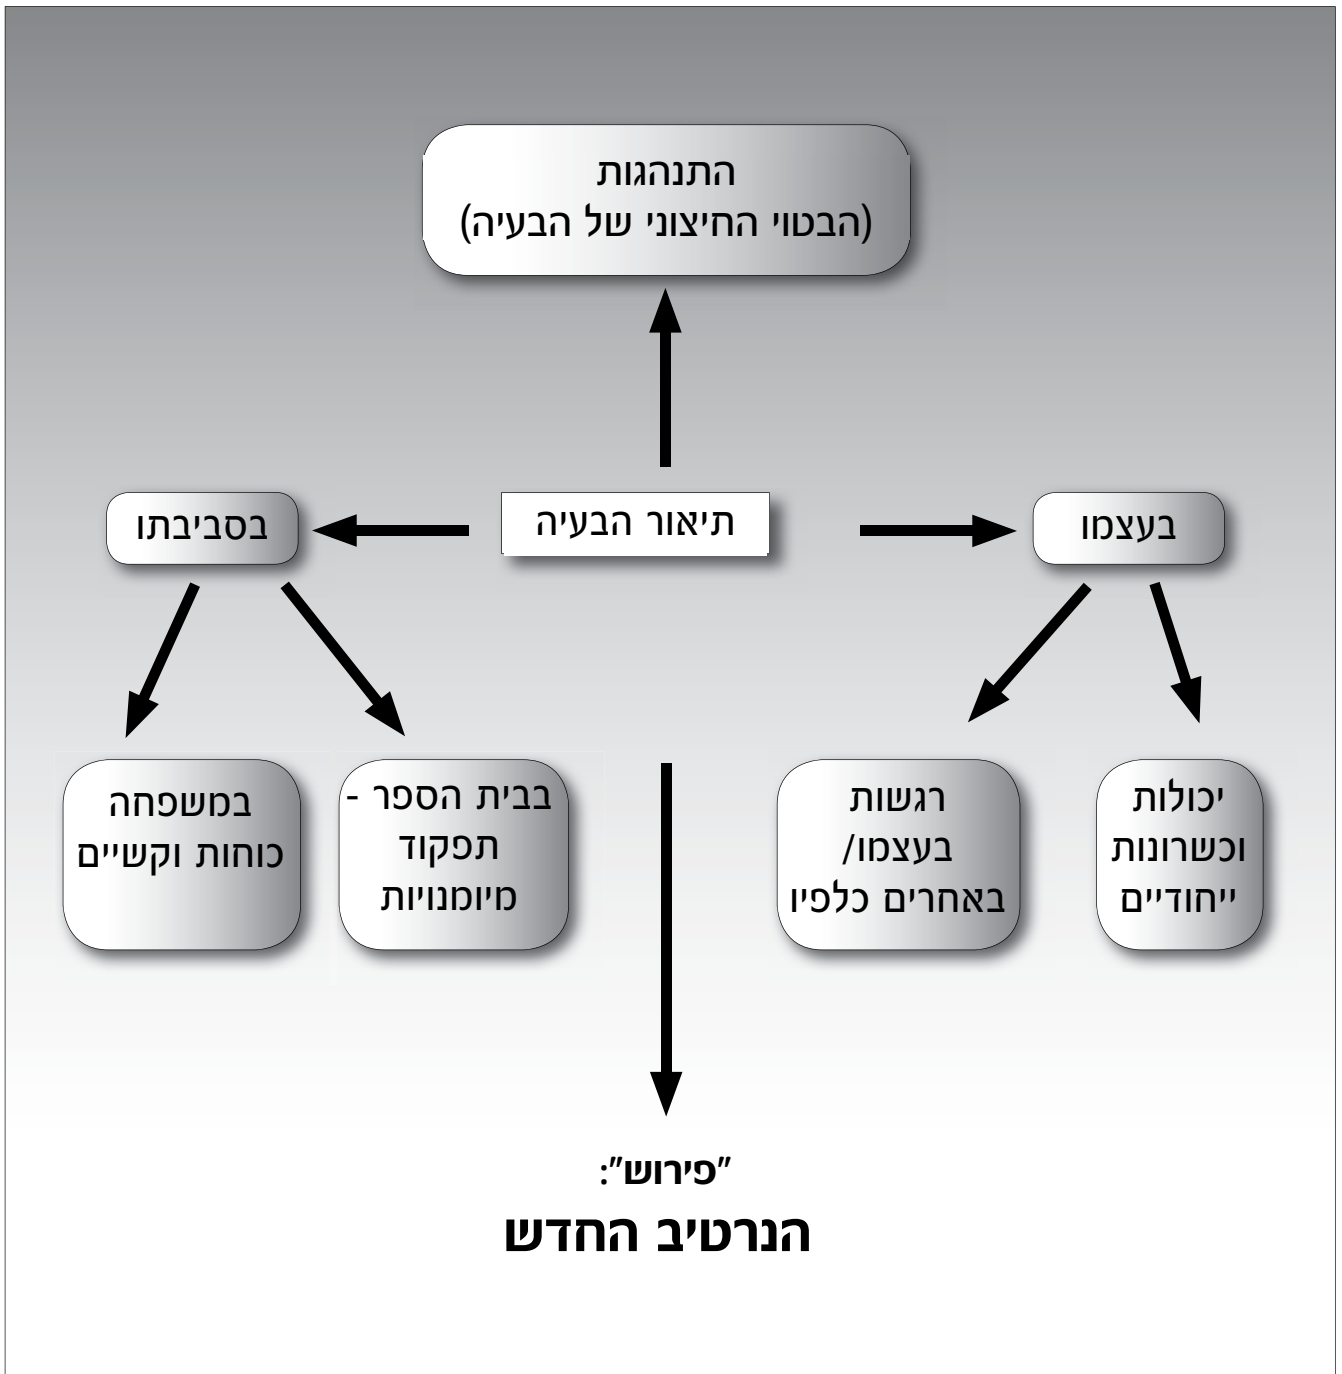 התנהגות
(הבטוי החיצוני של הבעיה)
בעצמו
תיאור הבעיה
בסביבתו
יכולות
וכשרונות
ייחודיים
רגשות
בעצמו/
באחרים כלפיו
בבית הספר -
תפקוד
מיומנויות
במשפחה
כוחות וקשיים
"פירוש":
הנרטיב החדש